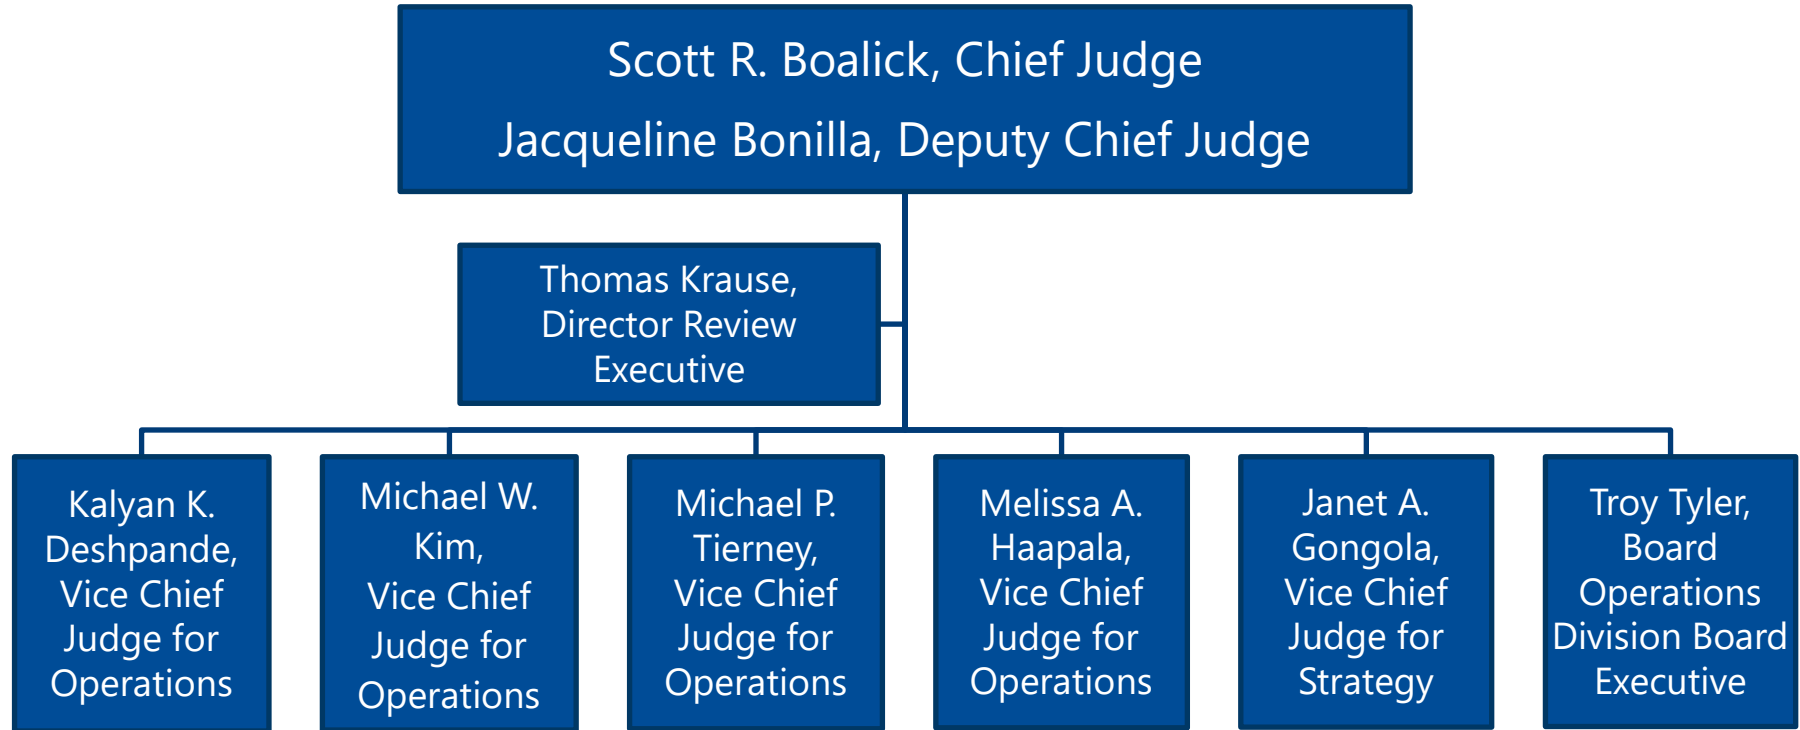 Scott R. Boalick, Chief Judge
Jacqueline Bonilla, Deputy Chief Judge
Thomas Krause,
Director Review
Executive
Kalyan K.
Deshpande,
Vice Chief
Judge for
Operations
Michael W.
Kim,
Vice Chief
Judge for
Operations
Michael P.
Tierney,
Vice Chief
Judge for
Operations
Melissa A.
Haapala,
Vice Chief
Judge for
Operations
Janet A.
Gongola,
Vice Chief
Judge for
Strategy
Troy Tyler,
Board
Operations
Division Board
Executive